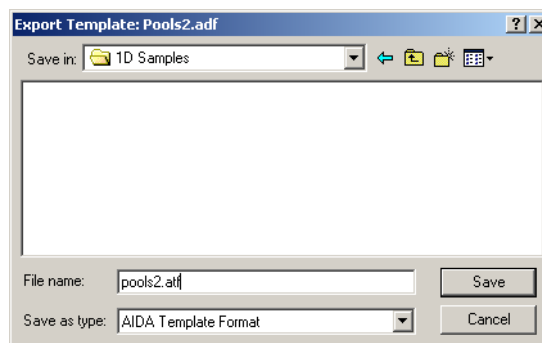 Export Template: Pools2.adf
Save in: 1D Samples
File name: pools2.atf Save
Save as type: AIDA Template Format Cancel